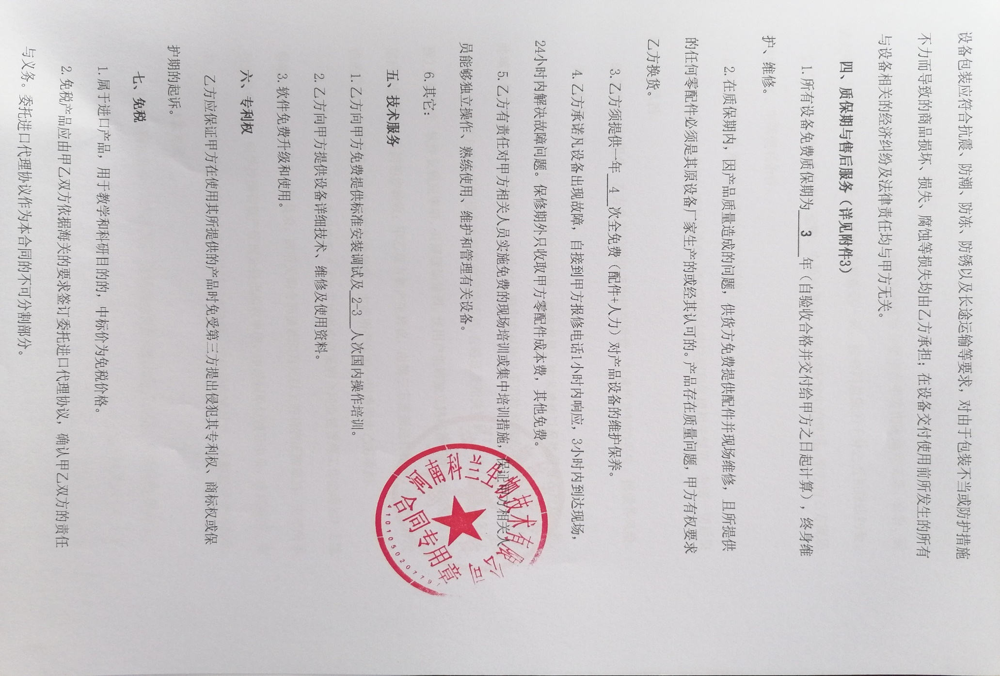 设备包装应符合抗震、防潮、防冻、防锈以及长途运输等要求，对由于包装不当或防护措施
不力而导致的商品损坏、损失、腐蚀等损失均由乙方承担；在设备交付使用前所发生的所有
与设备相关的经济纠纷及法律责任均与甲方无关。
四、质保期与售后服务（详见附件3）
1. 所有设备免费质保期为 3 年（自验收合格并交付给甲方之日起计算），终身维
护、维修。
2. 在质保期内，因产品质量造成的问题，供货方免费提供配件并现场维修，且所提供
的任何零配件必须是其原设备厂家生产的或经其认可的。产品存在质量问题，甲方有权要求
乙方换货。
3. 乙方须提供一年 4 次全免费（配件+人力）对产品设备的维护保养。
4. 乙方承诺凡设备出现故障，自接到甲方报修电话1小时内响应，3小时内到达现场，
24小时内解决故障问题。保修期外只收取甲方零配件成本费，其他免费。
5. 乙方有责任对甲方相关人员实施免费的现场培训或集中培训措施，保证甲方相关人
员能够独立操作、熟练使用、维护和管理有关设备。
6. 其它：
五、技术服务
1. 乙方向甲方免费提供标准安装调试及 2-3 人次国内操作培训。
2. 乙方向甲方提供设备详细技术、维修及使用资料。
3. 软件免费升级和使用。
六、专利权
乙方应保证甲方在使用其所提供的产品时免受第三方提出侵犯其专利权、商标权或保
护期的起诉。
七、免税
1. 属于进口产品，用于教学和科研目的的，中标价为免税价格。
2. 免税产品应由甲乙双方依据海关的要求签订委托进口代理协议，确认甲乙双方的责任
与义务。委托进口代理协议作为本合同的不可分割部分。
河南科兰生物技术有限公司
合同专用章